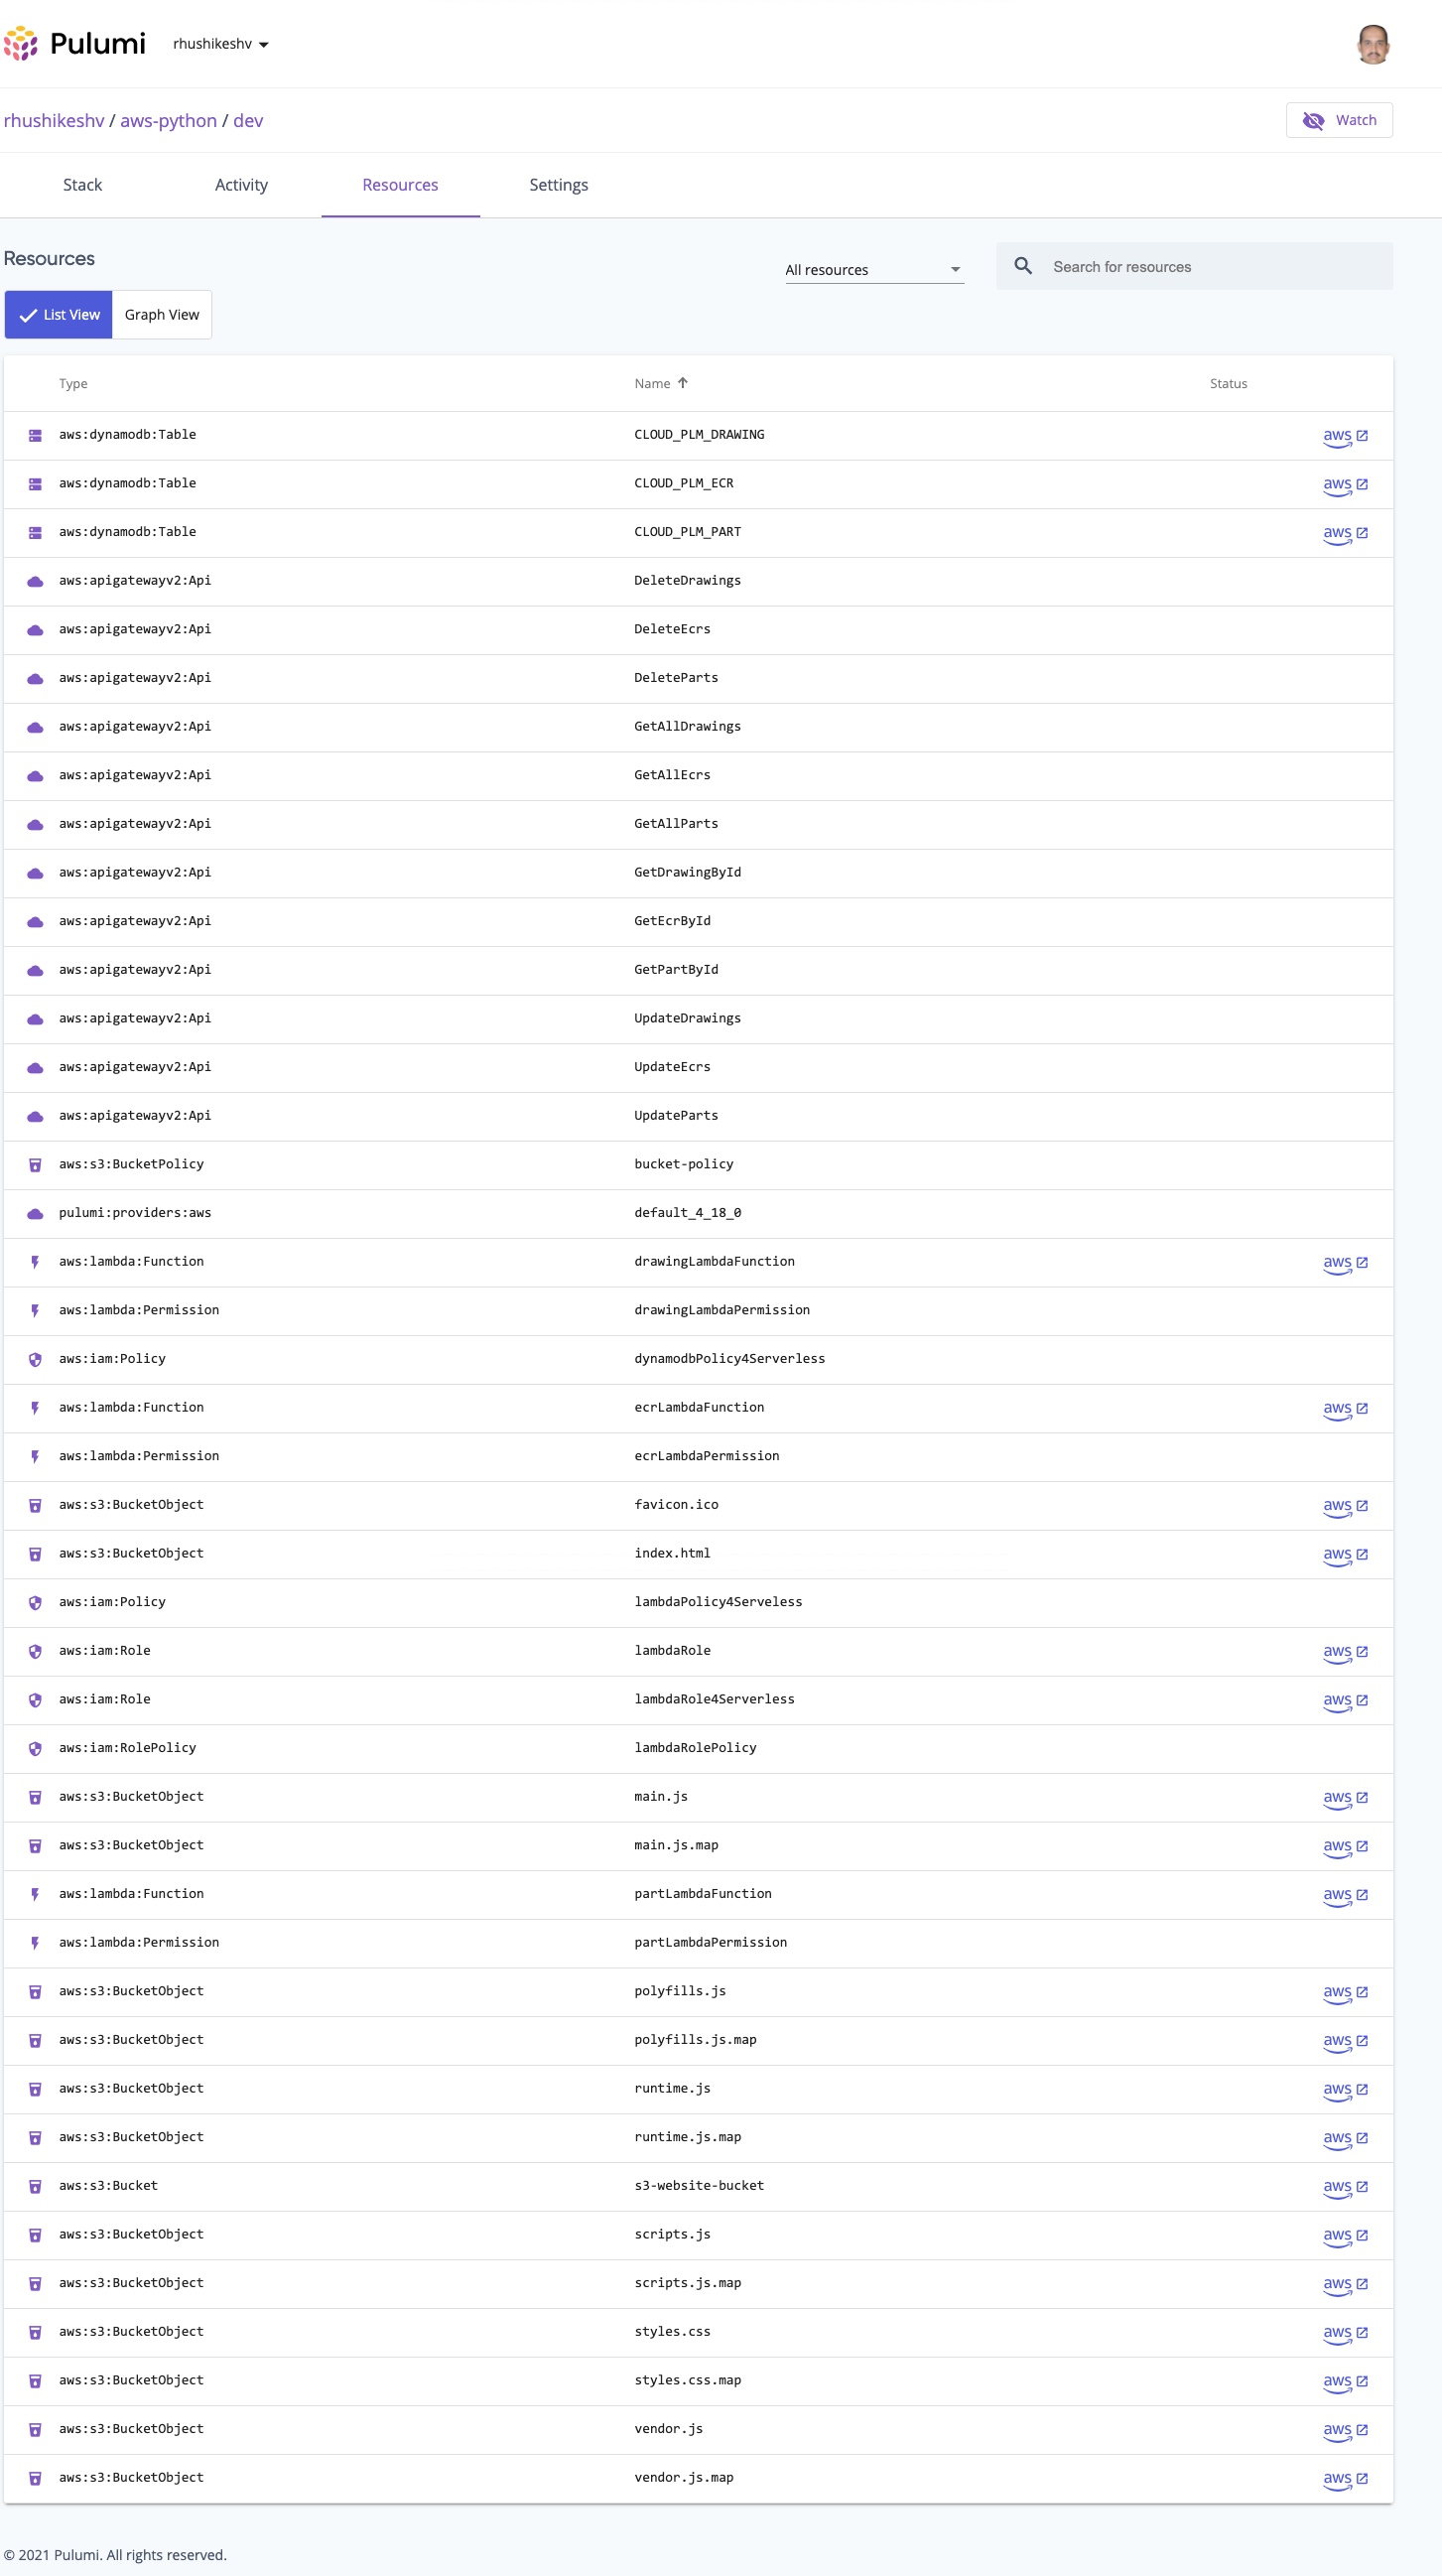 Pulumi rhushikeshv
rhushikeshv / aws-python / dev Watch
Stack Activity Resources Settings
Resources All resources Search for resources
List View Graph View
Type Name Status
aws:dynamodb:Table CLOUD_PLM_DRAWING aws
aws:dynamodb:Table CLOUD_PLM_ECR aws
aws:dynamodb:Table CLOUD_PLM_PART aws
aws:apigatewayv2:Api DeleteDrawings
aws:apigatewayv2:Api DeleteEcrs
aws:apigatewayv2:Api DeleteParts
aws:apigatewayv2:Api GetAllDrawings
aws:apigatewayv2:Api GetAllEcrs
aws:apigatewayv2:Api GetAllParts
aws:apigatewayv2:Api GetDrawingById
aws:apigatewayv2:Api GetEcrById
aws:apigatewayv2:Api GetPartById
aws:apigatewayv2:Api UpdateDrawings
aws:apigatewayv2:Api UpdateEcrs
aws:apigatewayv2:Api UpdateParts
aws:s3:BucketPolicy bucket-policy
pulumi:providers:aws default_4_18_0
aws:lambda:Function drawingLambdaFunction aws
aws:lambda:Permission drawingLambdaPermission
aws:iam:Policy dynamodbPolicy4Serverless
aws:lambda:Function ecrLambdaFunction aws
aws:lambda:Permission ecrLambdaPermission
aws:s3:BucketObject favicon.ico aws
aws:s3:BucketObject index.html aws
aws:iam:Policy lambdaPolicy4Serveless
aws:iam:Role lambdaRole aws
aws:iam:Role lambdaRole4Serverless aws
aws:iam:RolePolicy lambdaRolePolicy
aws:s3:BucketObject main.js aws
aws:s3:BucketObject main.js.map aws
aws:lambda:Function partLambdaFunction aws
aws:lambda:Permission partLambdaPermission
aws:s3:BucketObject polyfills.js aws
aws:s3:BucketObject polyfills.js.map aws
aws:s3:BucketObject runtime.js aws
aws:s3:BucketObject runtime.js.map aws
aws:s3:Bucket s3-website-bucket aws
aws:s3:BucketObject scripts.js aws
aws:s3:BucketObject scripts.js.map aws
aws:s3:BucketObject styles.css aws
aws:s3:BucketObject styles.css.map aws
aws:s3:BucketObject vendor.js aws
aws:s3:BucketObject vendor.js.map aws
© 2021 Pulumi. All rights reserved.